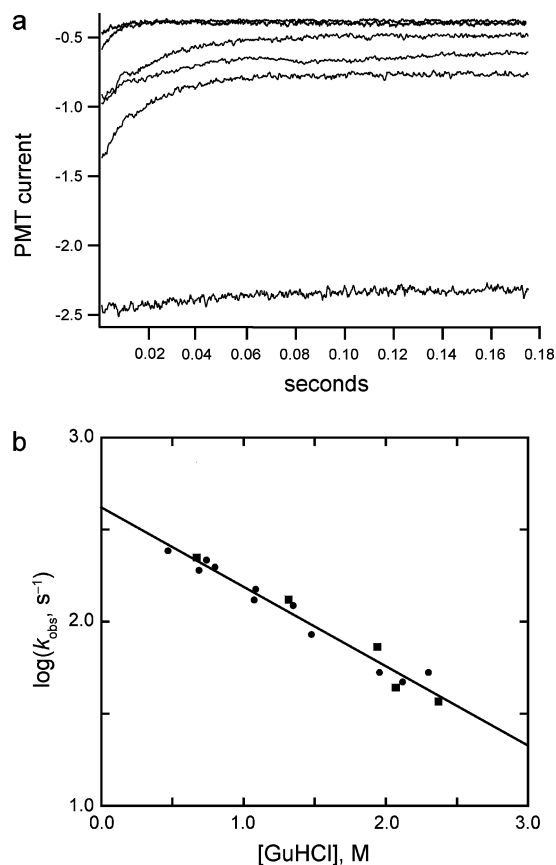 a
-0.5
-1.0
-1.5
-2.0
-2.5
PMT current
0.02 0.04 0.06 0.08 0.10 0.12 0.14 0.16 0.18
seconds
b
3.0
2.0
1.0
log(kobs, s−1)
0.0 1.0 2.0 3.0
[GuHCl], M